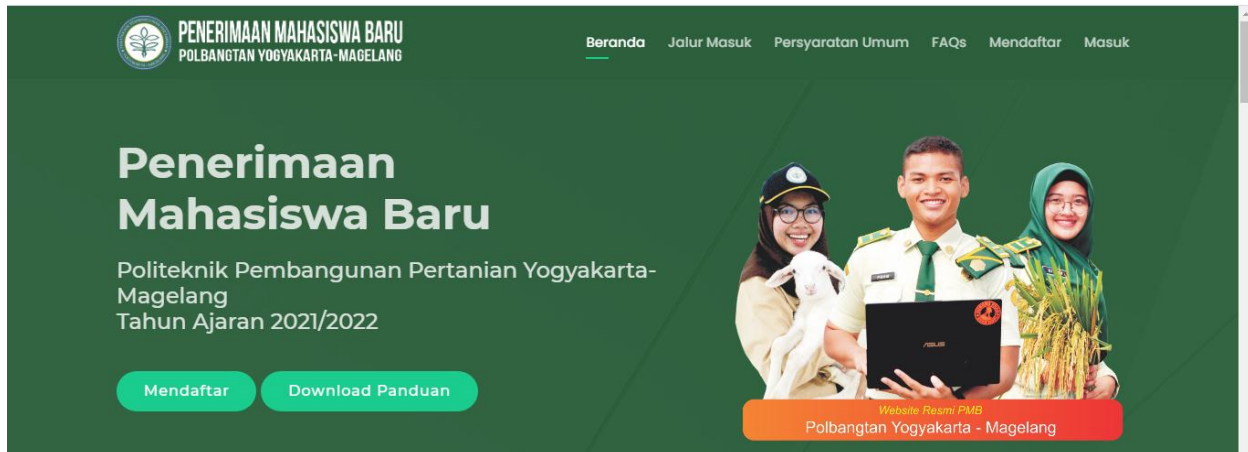 PENERIMAAN MAHASISWA BARU
POLBANGTAN YOGYAKARTA-MAGELANG
Beranda Jalur Masuk Persyaratan Umum FAQs Mendaftar Masuk
Penerimaan
Mahasiswa Baru
Politeknik Pembangunan Pertanian Yogyakarta-
Magelang
Tahun Ajaran 2021/2022
Mendaftar Download Panduan
ASUS
Website Resmi PMB
Polbangtan Yogyakarta - Magelang